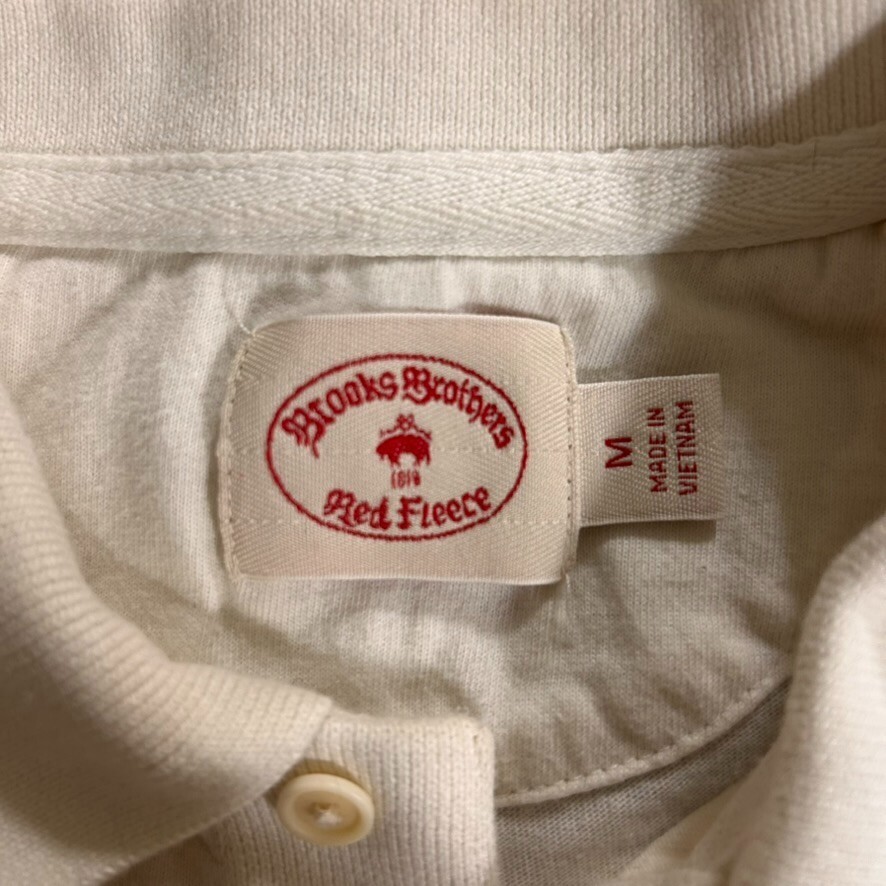 Brooks Brothers
1818
Red Fleece
M
MADE IN
VIETNAM